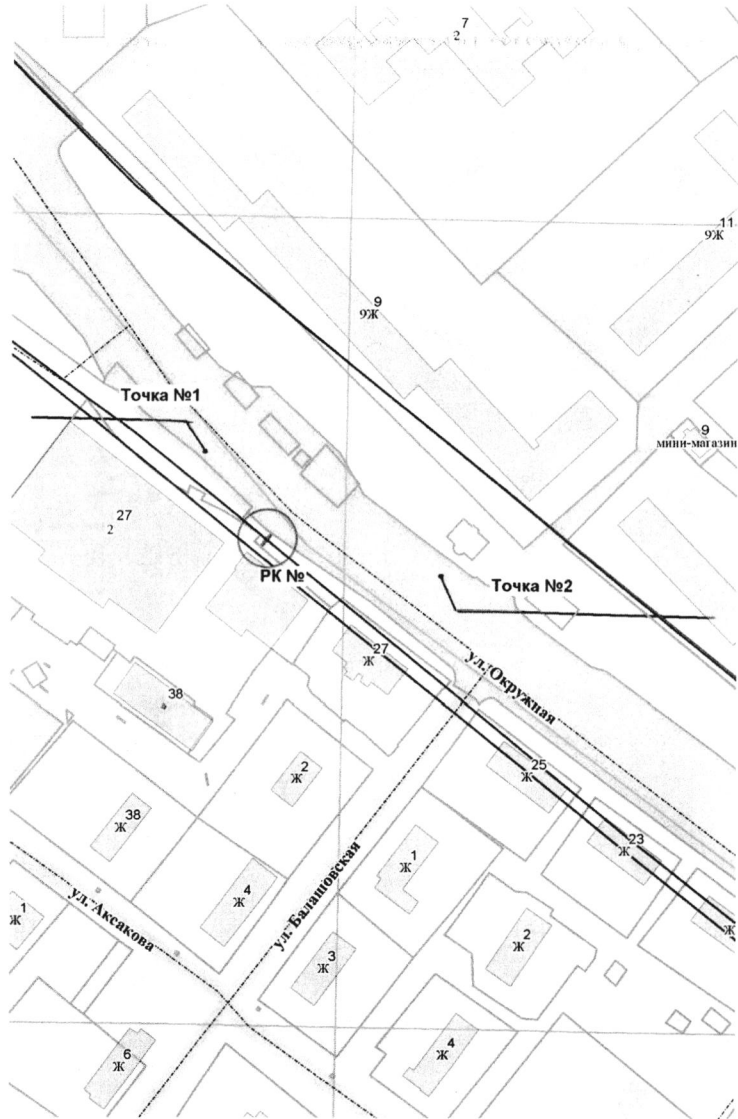 7
2
11
9Ж
9
9Ж
Точка №1
9
мини-магазин
27
2
РК №
Точка №2
27
Ж
ул. Окружная
38
25
Ж
2
Ж
38
Ж
23
Ж
1
Ж
4
Ж
ул. Балашовская
ул. Аксакова
1
Ж
Ж
2
Ж
3
Ж
4
Ж
6
Ж